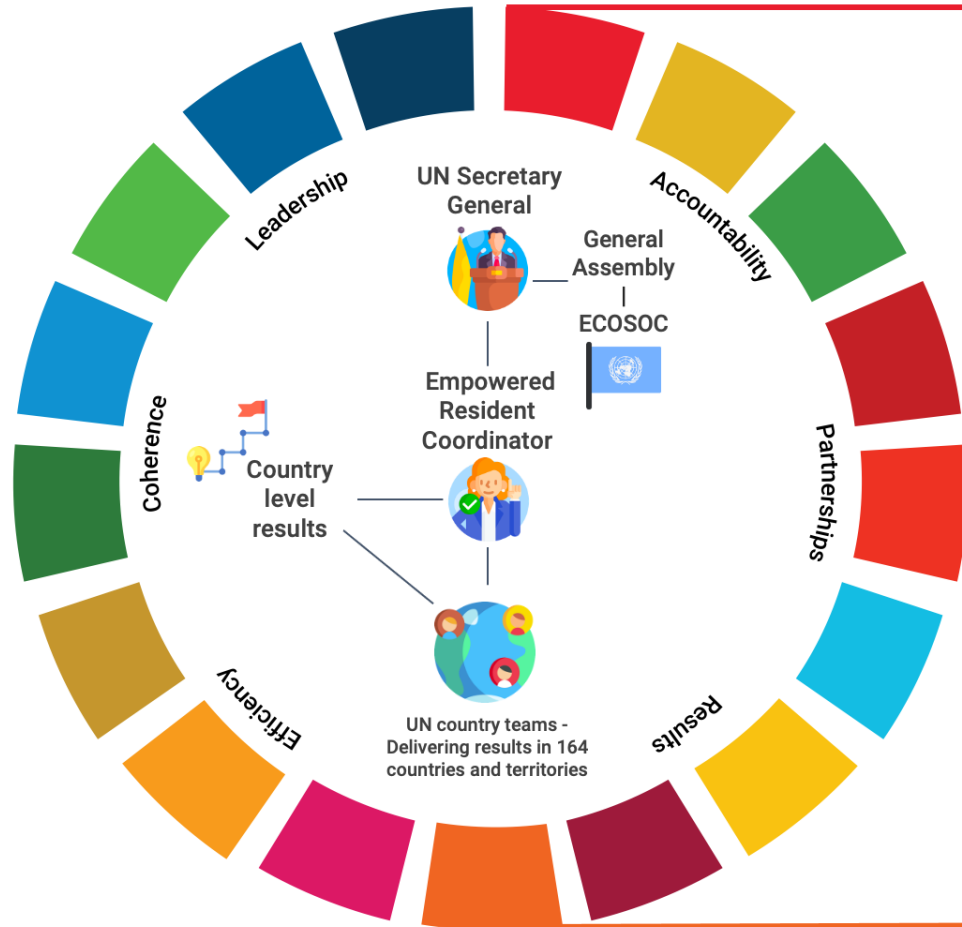 Leadership
Accountability
UN Secretary
General
General
Assembly
ECOSOC
Empowered
Resident
Coordinator
Coherence
Country
level
results
Partnerships
Efficiency
Results
UN country teams -
Delivering results in 164
countries and territories